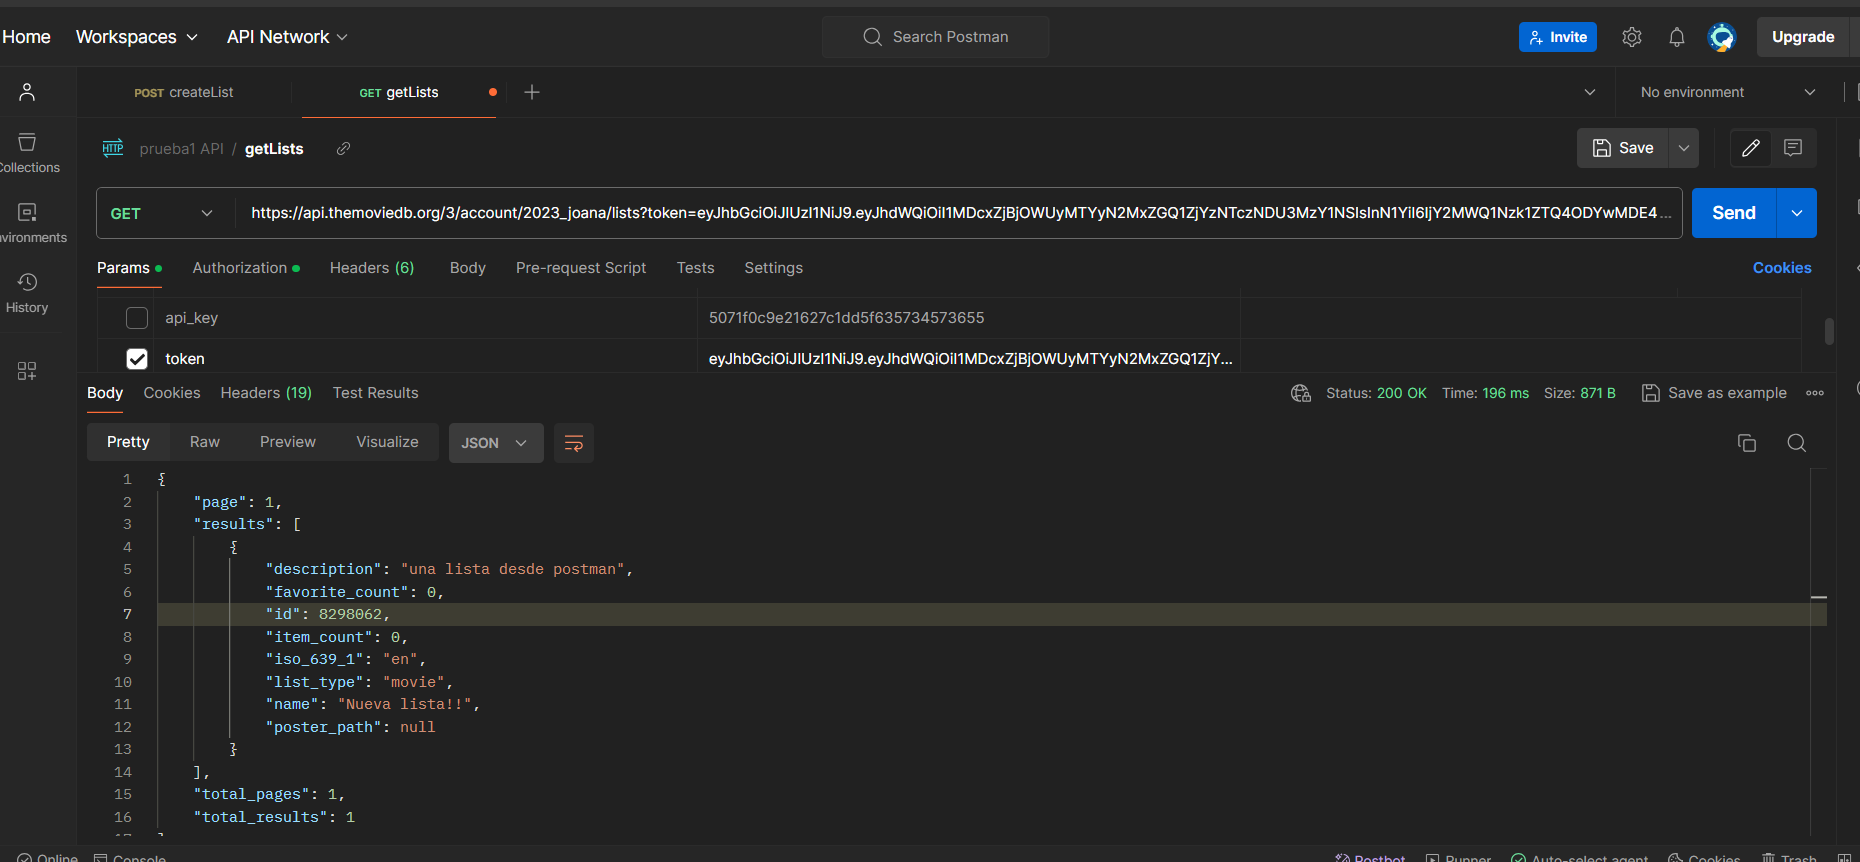 Home Workspaces API Network Search Postman Invite Upgrade
POST createList GET getLists No environment
HTTP prueba1 API / getLists Save
Collections
GET https://api.themoviedb.org/3/account/2023_joana/lists?token=eyJhbGciOiJIUzI1NiJ9.eyJhdWQiOiI1MDcxZjBjOWUyMTYyN2MxZGQ1ZjYzNTczNDU3MzY1NSIsInN1YiI6IjY2MWQ1Nzk1ZTQ4ODYwMDE4... Send
Environments
Params Authorization Headers (6) Body Pre-request Script Tests Settings Cookies
History
api_key 5071f0c9e21627c1dd5f635734573655
token eyJhbGciOiJIUzI1NiJ9.eyJhdWQiOiI1MDcxZjBjOWUyMTYyN2MxZGQ1ZjY...
Body Cookies Headers (19) Test Results Status: 200 OK Time: 196 ms Size: 871 B Save as example
Pretty Raw Preview Visualize JSON
1 {
2 "page": 1,
3 "results": [
4 {
5 "description": "una lista desde postman",
6 "favorite_count": 0,
7 "id": 8298062,
8 "item_count": 0,
9 "iso_639_1": "en",
10 "list_type": "movie",
11 "name": "Nueva lista!!",
12 "poster_path": null
13 }
14 ],
15 "total_pages": 1,
16 "total_results": 1
17 }
Online Console Postbot Runner Auto-select agent Cookies Trash